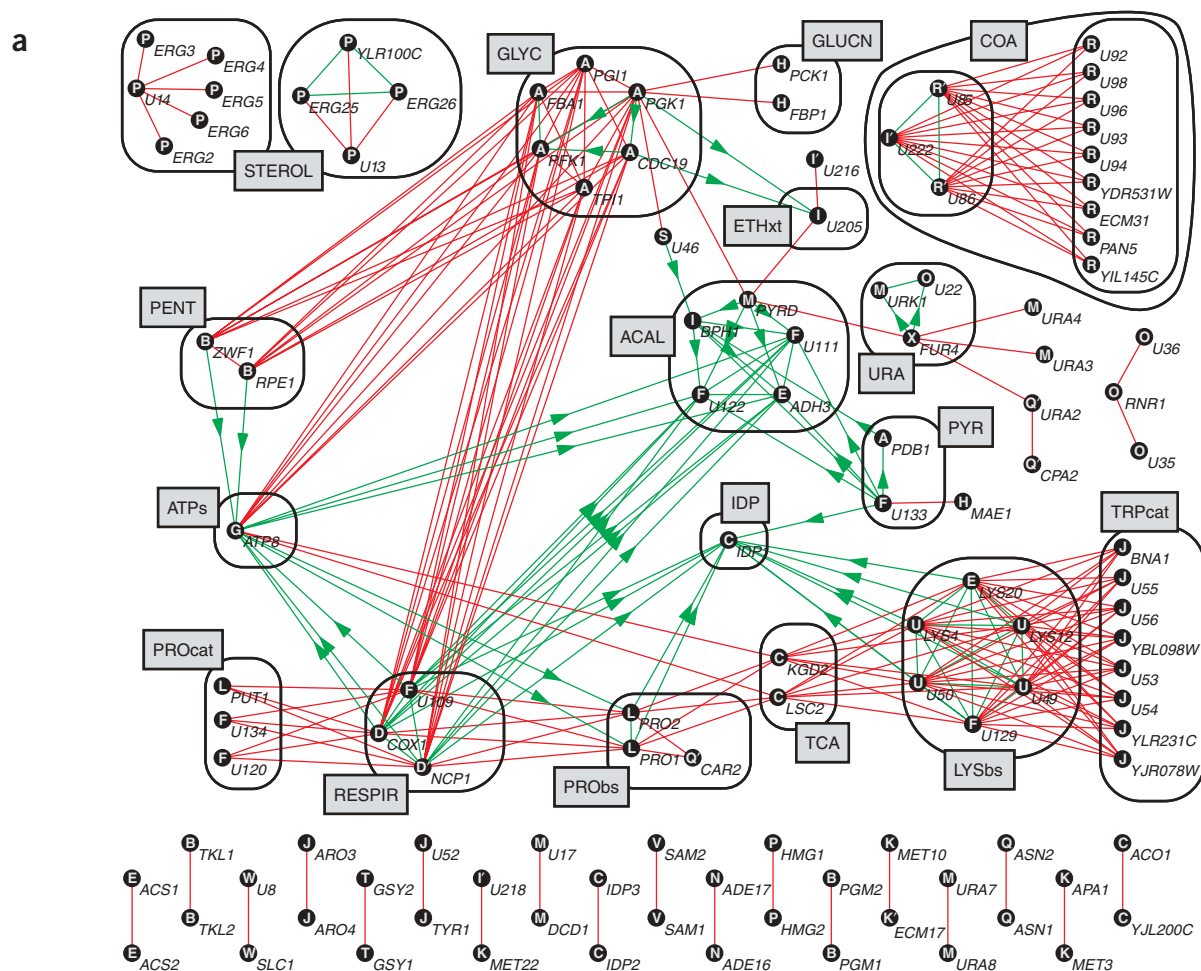 a
P ERG3
P ERG4
P U14
P ERG5
P ERG6
P ERG2
STEROL
P YLR100C
P ERG25
P ERG26
P U13
GLYC
A PGI1
A FBA1
A PGK1
A PFK1
A CDC19
A TPI1
GLUCN
H PCK1
H FBP1
COA
R' U85
I' U222
R' U86
R U92
R U98
R U96
R U93
R U94
R YDR531W
R ECM31
R PAN5
R YIL145C
I' U216
ETHxt
I U205
S U46
PENT
B ZWF1
B RPE1
ACAL
M PYRD
I BPH1
F U111
F U122
E ADH3
URA
M URK1
O U22
X FUR4
M URA4
M URA3
Q' URA2
Q' CPA2
O U36
O RNR1
O U35
PYR
A PDB1
F U133
H MAE1
ATPs
G ATP8
IDP
C IDP1
TRPcat
J BNA1
J U55
J U56
J YBL098W
J U53
J U54
J YLR231C
J YJR078W
E LYS20
U LYS4
U LYS12
U U50
U U49
F U129
LYSbs
PROcat
L PUT1
F U134
F U120
F U109
D COX1
D NCP1
RESPIR
L PRO2
L PRO1
Q CAR2
PRObs
C KGD2
C LSC2
TCA
B TKL1
J ARO3
J U52
M U17
V SAM2
P HMG1
K MET10
Q ASN2
C ACO1
E ACS1
W U8
T GSY2
I' U218
C IDP3
N ADE17
B PGM2
M URA7
K APA1
B TKL2
J ARO4
J TYR1
M DCD1
V SAM1
P HMG2
K' ECM17
Q ASN1
C YJL200C
E ACS2
W SLC1
T GSY1
K MET22
C IDP2
N ADE16
B PGM1
M URA8
K MET3